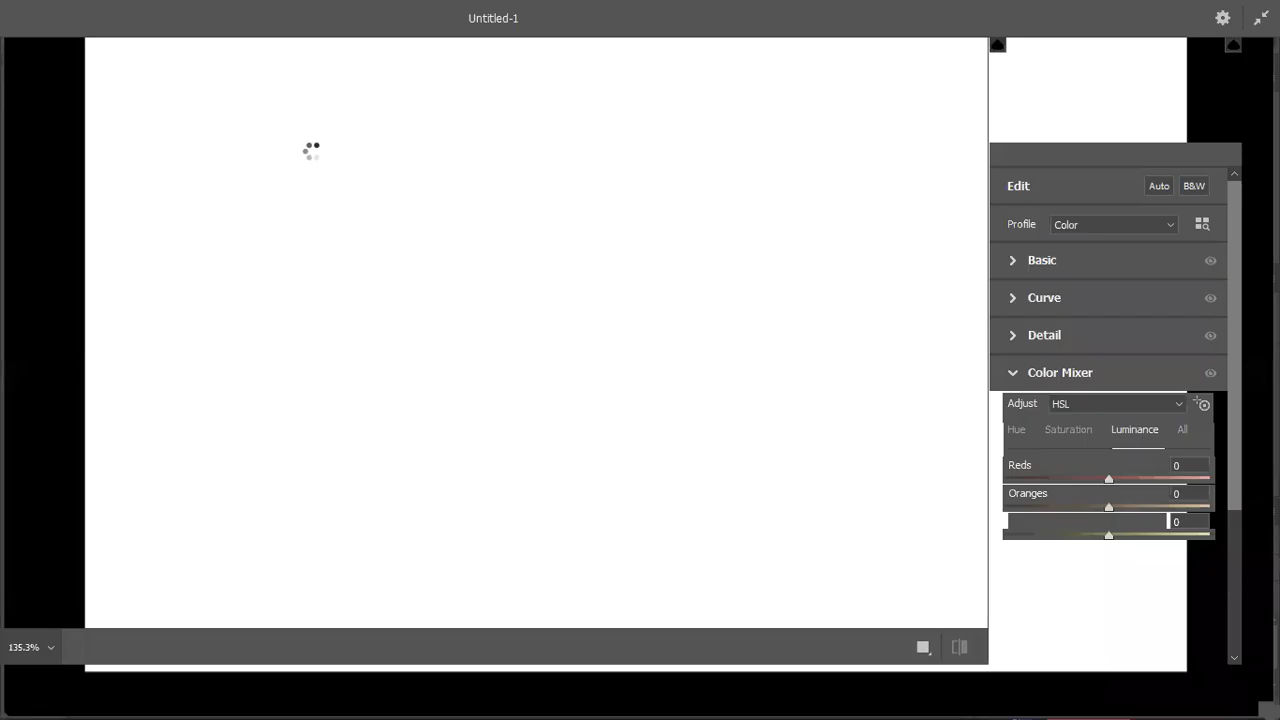 Untitled-1
Edit
Auto
B&W
Profile
Color
Basic
Curve
Detail
Color Mixer
Adjust
HSL
Hue
Saturation
Luminance
All
Reds
0
Oranges
0
0
135.3%